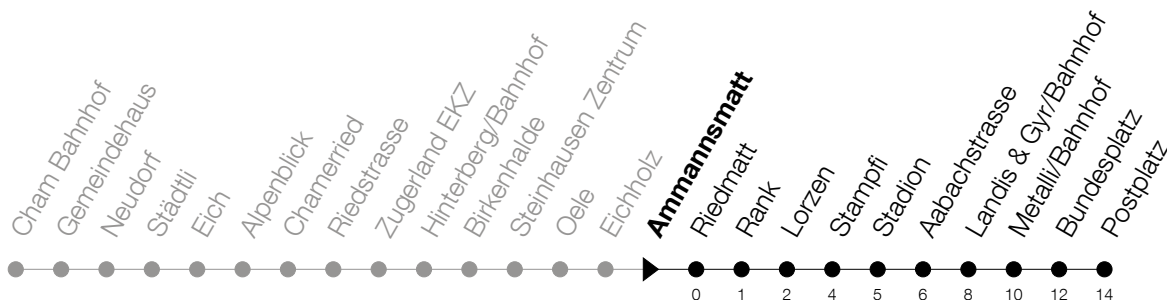 Cham Bahnhof
Gemeindehaus
Neudorf
Städtli
Eich
Alpenblick
Chamerried
Riedstrasse
Zugerland EKZ
Hinterberg/Bahnhof
Birkenhalde
Steinhausen Zentrum
Oele
Eichholz
Ammannsmatt
Riedmatt
Rank
Lorzen
Stampfi
Stadion
Aabachstrasse
Landis & Gyr/Bahnhof
Metalli/Bahnhof
Bundesplatz
Postplatz
0 1 2 4 5 6 8 10 12 14